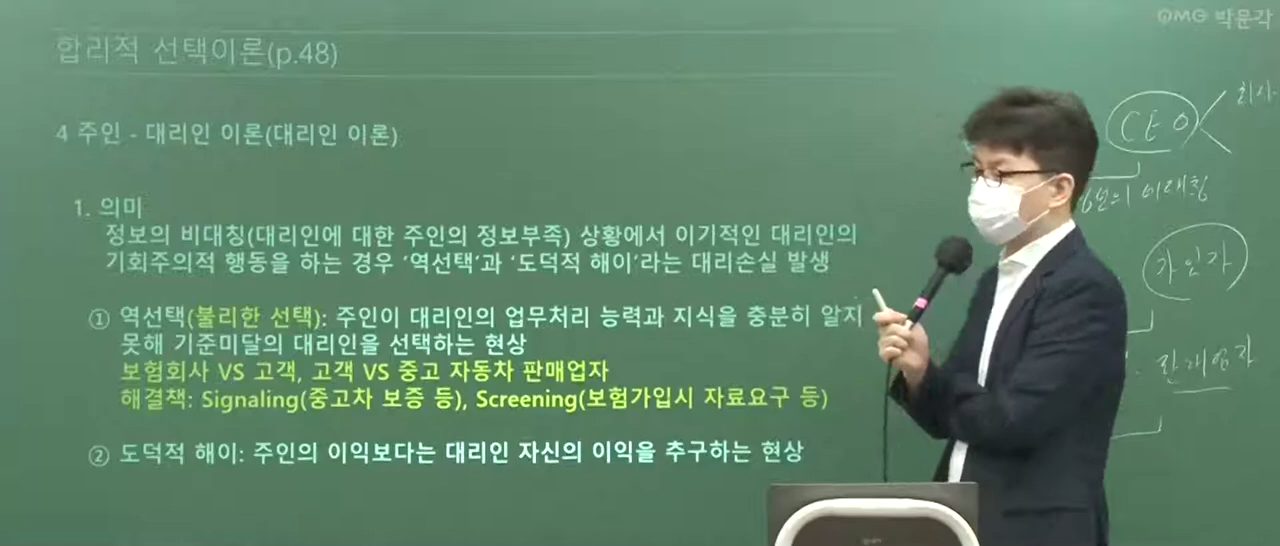 PMG 박문각
합리적 선택이론(p.48)
4 주인 - 대리인 이론(대리인 이론)
1. 의미
정보의 비대칭(대리인에 대한 주인의 정보부족) 상황에서 이기적인 대리인의
기회주의적 행동을 하는 경우 ‘역선택’과 ‘도덕적 해이’라는 대리손실 발생
① 역선택(불리한 선택): 주인이 대리인의 업무처리 능력과 지식을 충분히 알지
못해 기준미달의 대리인을 선택하는 현상
보험회사 VS 고객, 고객 VS 중고 자동차 판매업자
해결책: Signaling(중고차 보증 등), Screening(보험가입시 자료요구 등)
② 도덕적 해이: 주인의 이익보다는 대리인 자신의 이익을 추구하는 현상
회사
CEO
비대칭
가입자
판매업자